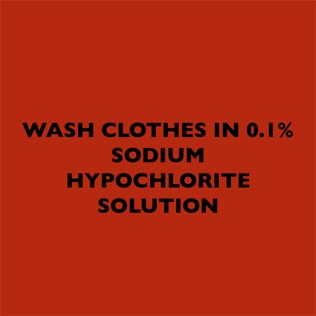 WASH CLOTHES IN 0.1%
SODIUM
HYPOCHLORITE
SOLUTION